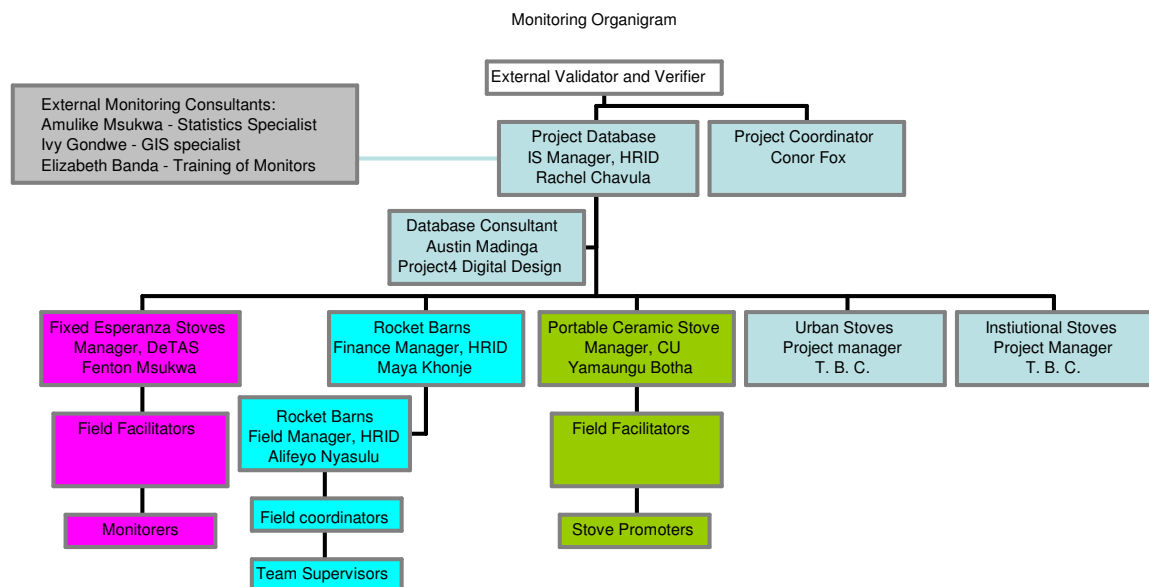 Monitoring Organigram
External Validator and Verifier
External Monitoring Consultants:
Amulike Msukwa - Statistics Specialist
Ivy Gondwe - GIS specialist
Elizabeth Banda - Training of Monitors
Project Database
IS Manager, HRID
Rachel Chavula
Project Coordinator
Conor Fox
Database Consultant
Austin Madinga
Project4 Digital Design
Fixed Esperanza Stoves
Manager, DeTAS
Fenton Msukwa
Rocket Barns
Finance Manager, HRID
Maya Khonje
Portable Ceramic Stove
Manager, CU
Yamaungu Botha
Urban Stoves
Project manager
T. B. C.
Instiutional Stoves
Project Manager
T. B. C.
Field Facilitators
Rocket Barns
Field Manager, HRID
Alifeyo Nyasulu
Field Facilitators
Monitorers
Field coordinators
Stove Promoters
Team Supervisors